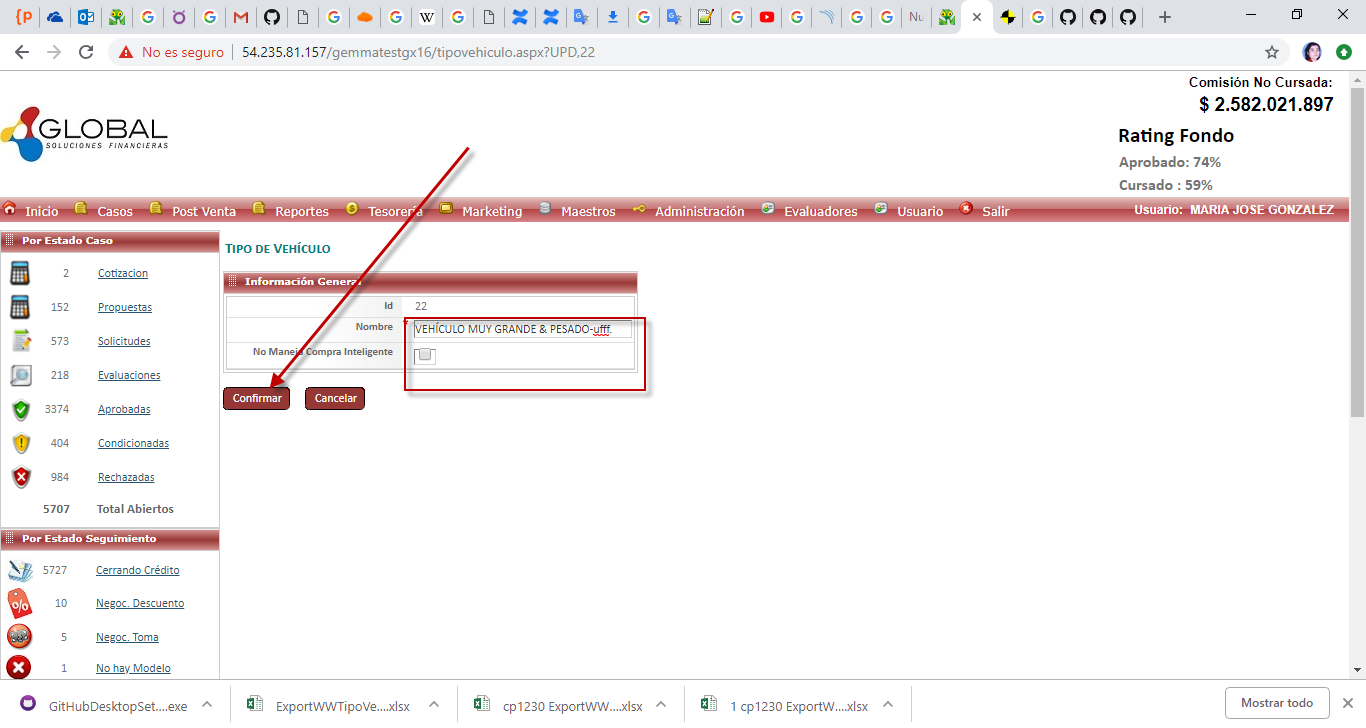 No es seguro
54.235.81.157/gemmatestgx16/tipovehiculo.aspx?UPD,22
Comisión No Cursada:
$ 2.582.021.897
GLOBAL
SOLUCIONES FINANCIERAS
Rating Fondo
Aprobado: 74%
Cursado : 59%
Inicio Casos Post Venta Reportes Tesorería Marketing Maestros Administración Evaluadores Usuario Salir Usuario: MARIA JOSE GONZALEZ
Por Estado Caso
2 Cotizacion
152 Propuestas
573 Solicitudes
218 Evaluaciones
3374 Aprobadas
404 Condicionadas
984 Rechazadas
5707 Total Abiertos
Por Estado Seguimiento
5727 Cerrando Crédito
10 Negoc. Descuento
5 Negoc. Toma
1 No hay Modelo
TIPO DE VEHÍCULO
Información General
Id 22
Nombre * VEHÍCULO MUY GRANDE & PESADO-ufff.
No Maneja Compra Inteligente
Confirmar Cancelar
GitHubDesktopSet....exe
ExportWWTipoVe....xlsx
cp1230 ExportWW....xlsx
1 cp1230 ExportW....xlsx
Mostrar todo